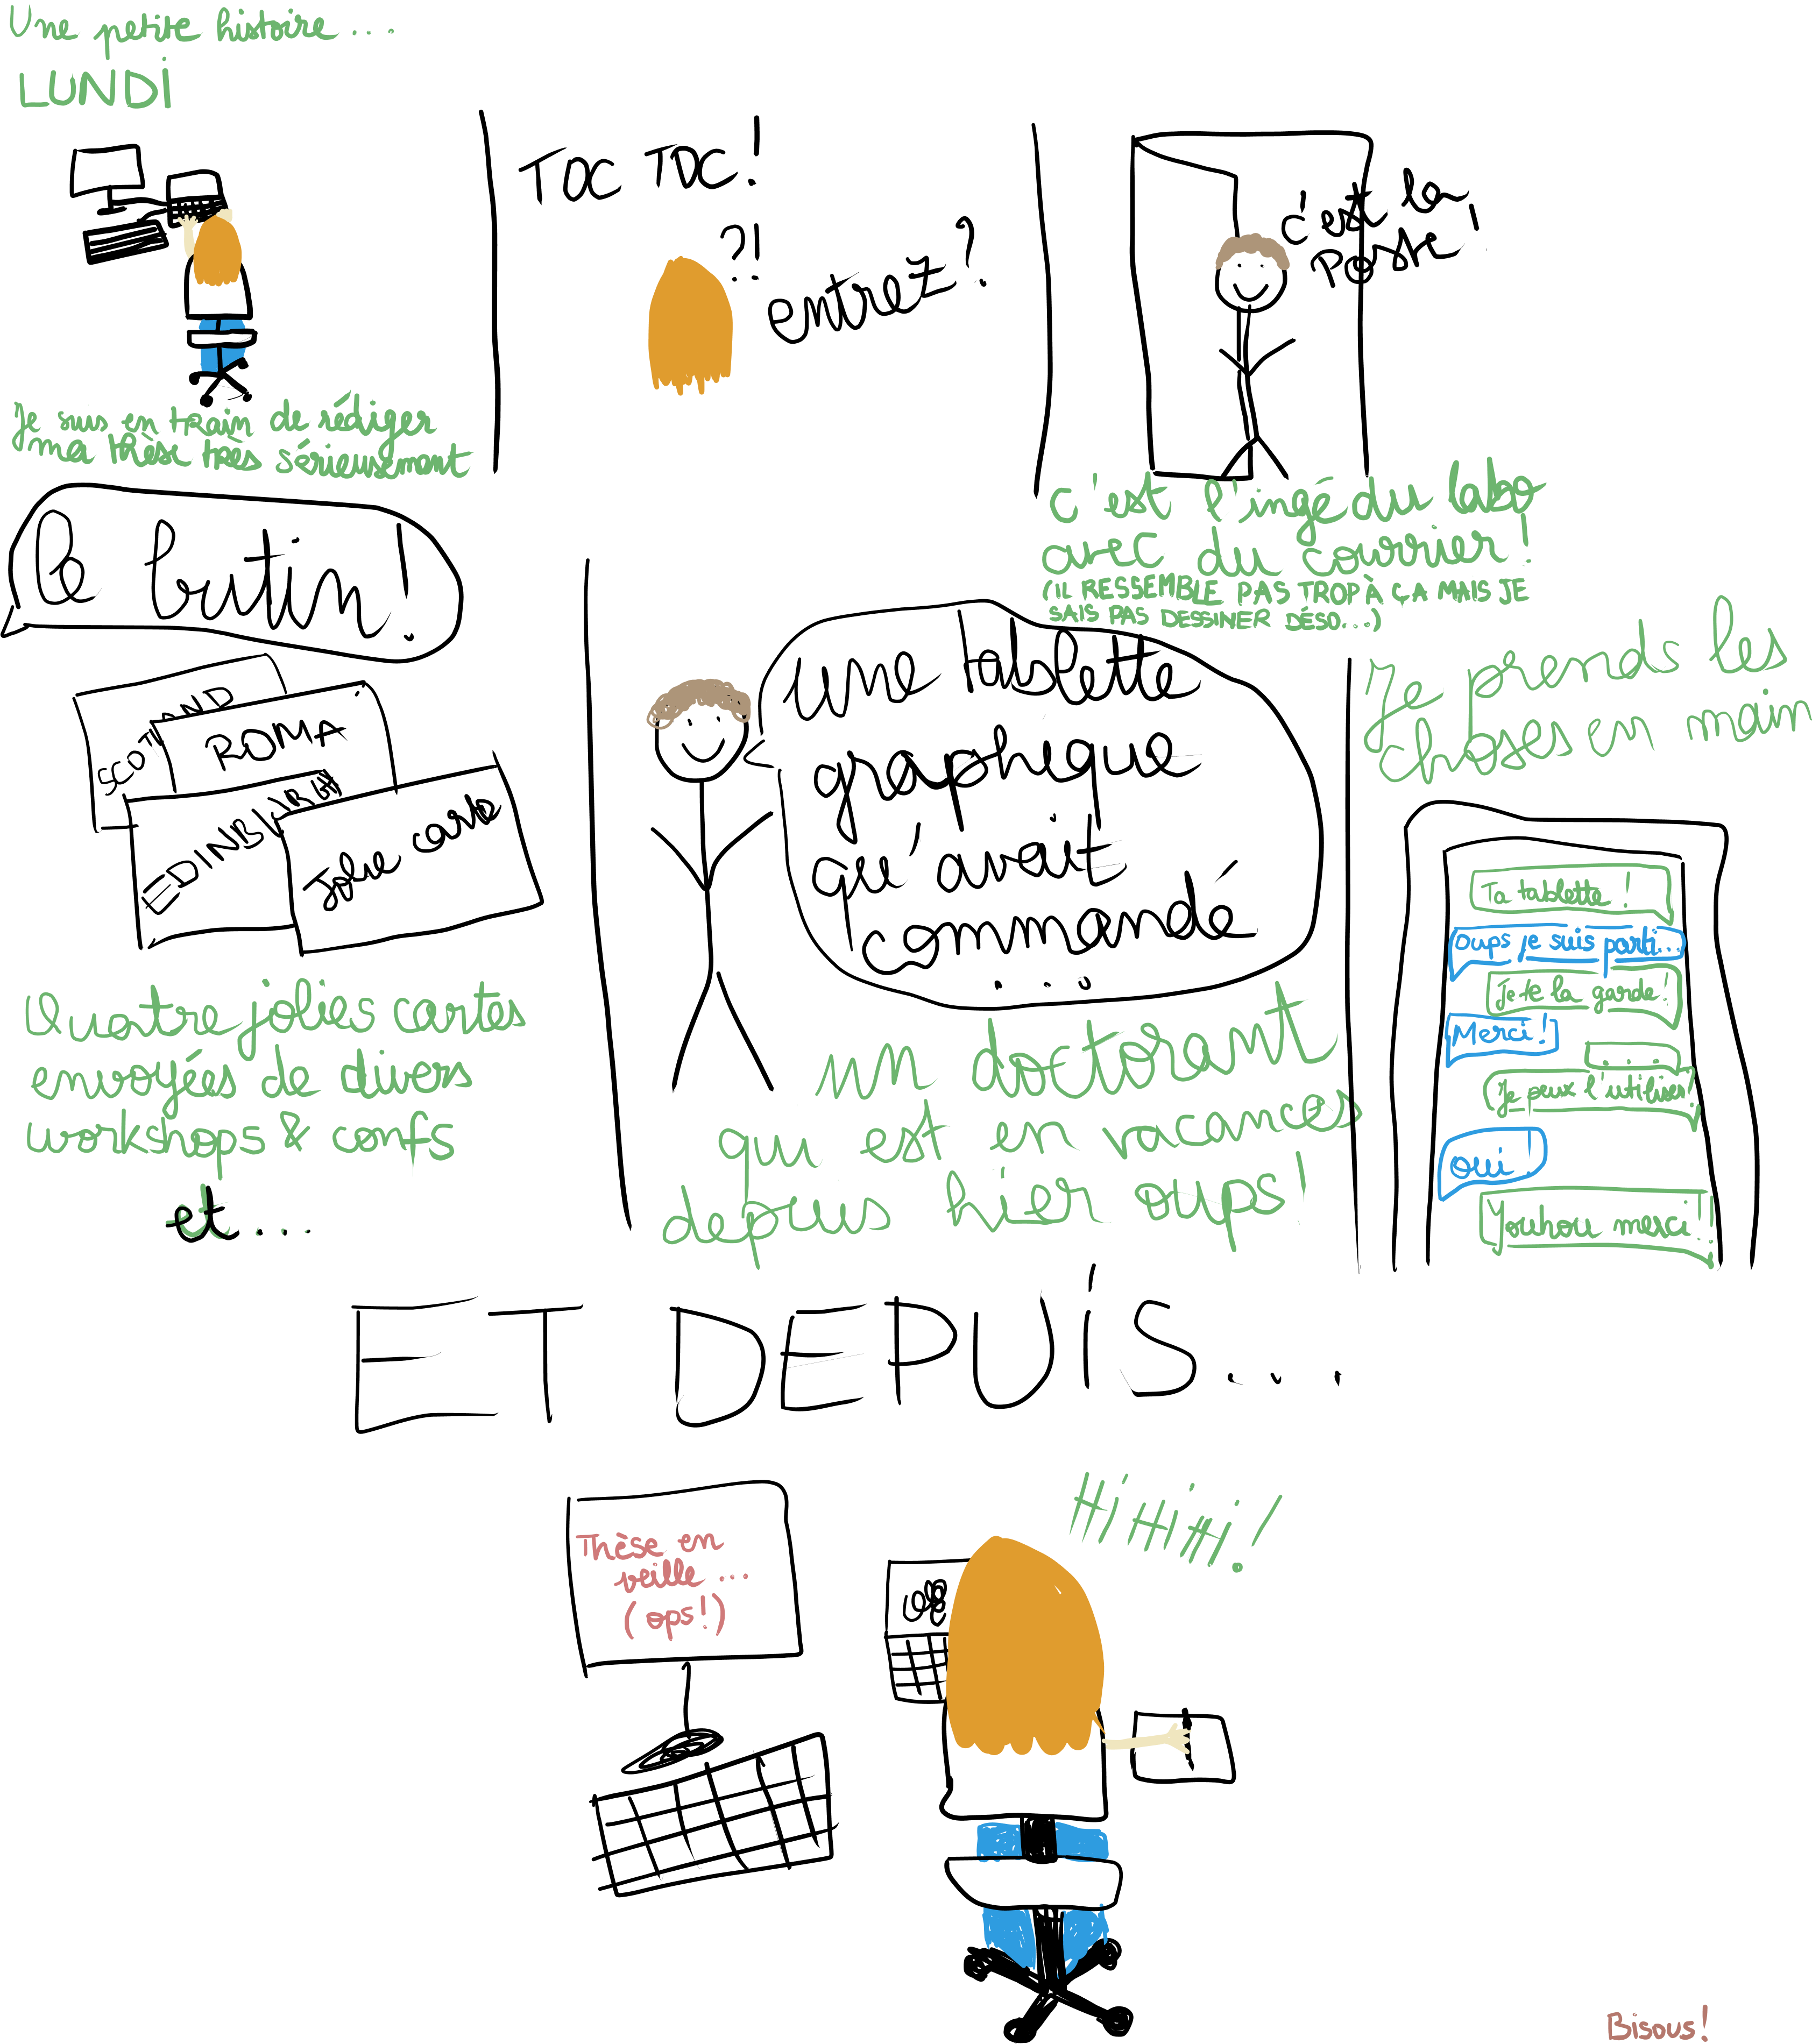 Une petite histoire ....
LUNDI
Je suis en train de rédiger
ma thèse très sérieusement
TOC TOC!
?!
entrez?
c'est la
poste!
c'est l'ingé du labo
avec du courrier!
(IL RESSEMBLE PAS TROP À ÇA MAIS JE
SAIS PAS DESSINER DÉSO...)
Le butin!
SCOTLAND
ROMA
EDINBURGH
Jolie carte
Quatre jolies cartes
envoyées de divers
workshops & confs
et ....
Une tablette
graphique
qu'avait
commandé
...
un doctorant
qui est en vacances
depuis hier oups!
Je prends les
choses en main
Ta tablette!
Oups je suis parti...
Je te la garde!
Merci!
....
Je peux l'utiliser?
Oui!
Youhou merci!!
ET DEPUIS....
Thèse en
veille ...
(ops!)
Hi Hi Hi!
Bisous!